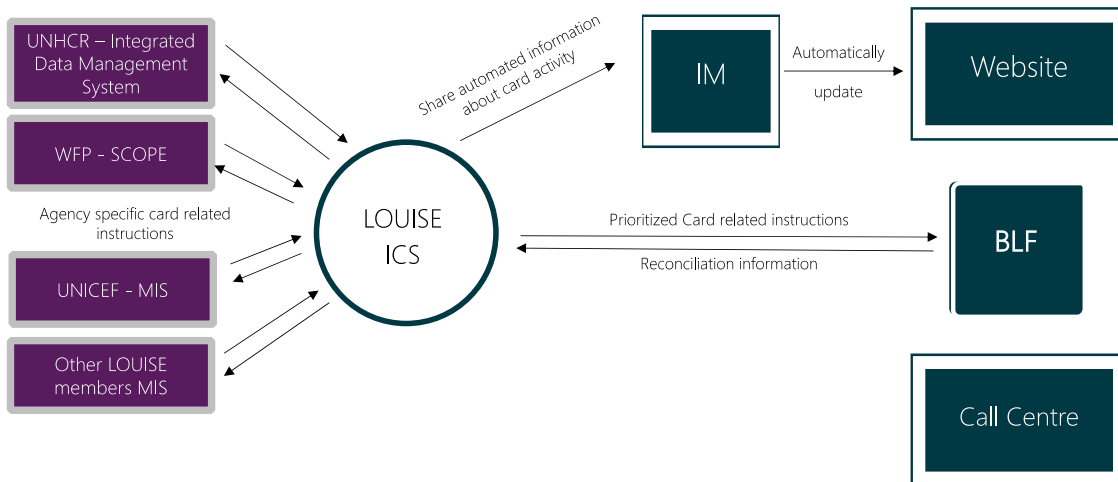 UNHCR – Integrated
Data Management
System
WFP - SCOPE
Agency specific card related
instructions
UNICEF - MIS
Other LOUISE
members MIS
LOUISE
ICS
Share automated information
about card activity
IM
Automatically
update
Website
Prioritized Card related instructions
Reconciliation information
BLF
Call Centre